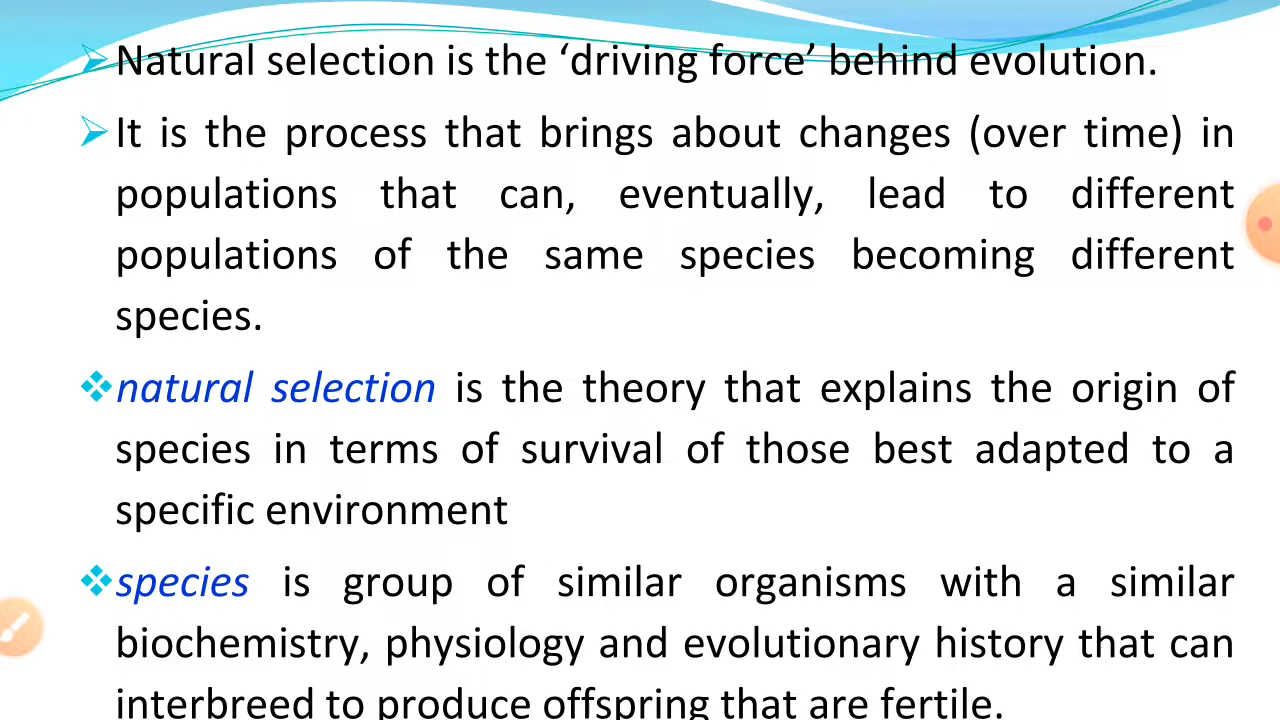 Natural selection is the ‘driving force’ behind evolution.
It is the process that brings about changes (over time) in
populations that can, eventually, lead to different
populations of the same species becoming different
species.
natural selection is the theory that explains the origin of
species in terms of survival of those best adapted to a
specific environment
species is group of similar organisms with a similar
biochemistry, physiology and evolutionary history that can
interbreed to produce offspring that are fertile.